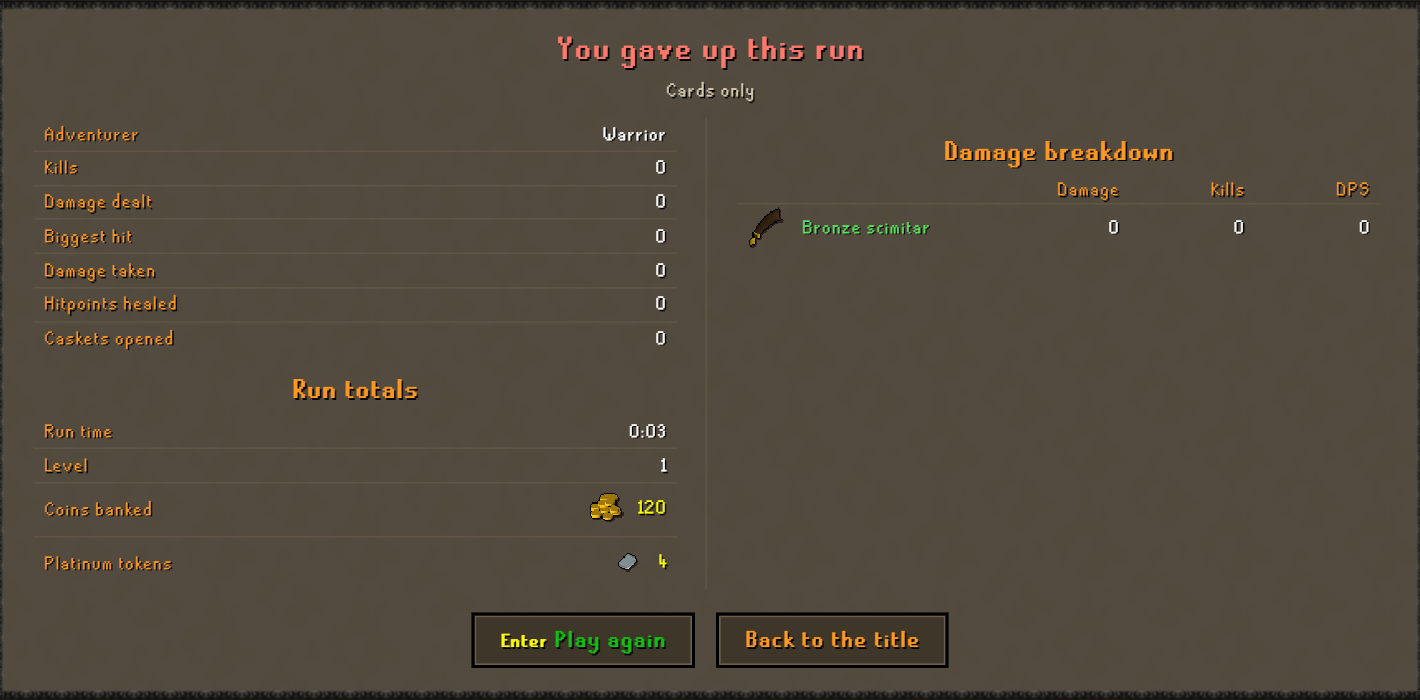 You gave up this run
Cards only
Adventurer Warrior
Kills 0
Damage dealt 0
Biggest hit 0
Damage taken 0
Hitpoints healed 0
Caskets opened 0
Run totals
Run time 0:03
Level 1
Coins banked 120
Platinum tokens 4
Damage breakdown
Damage Kills DPS
Bronze scimitar 0 0 0
Enter Play again
Back to the title